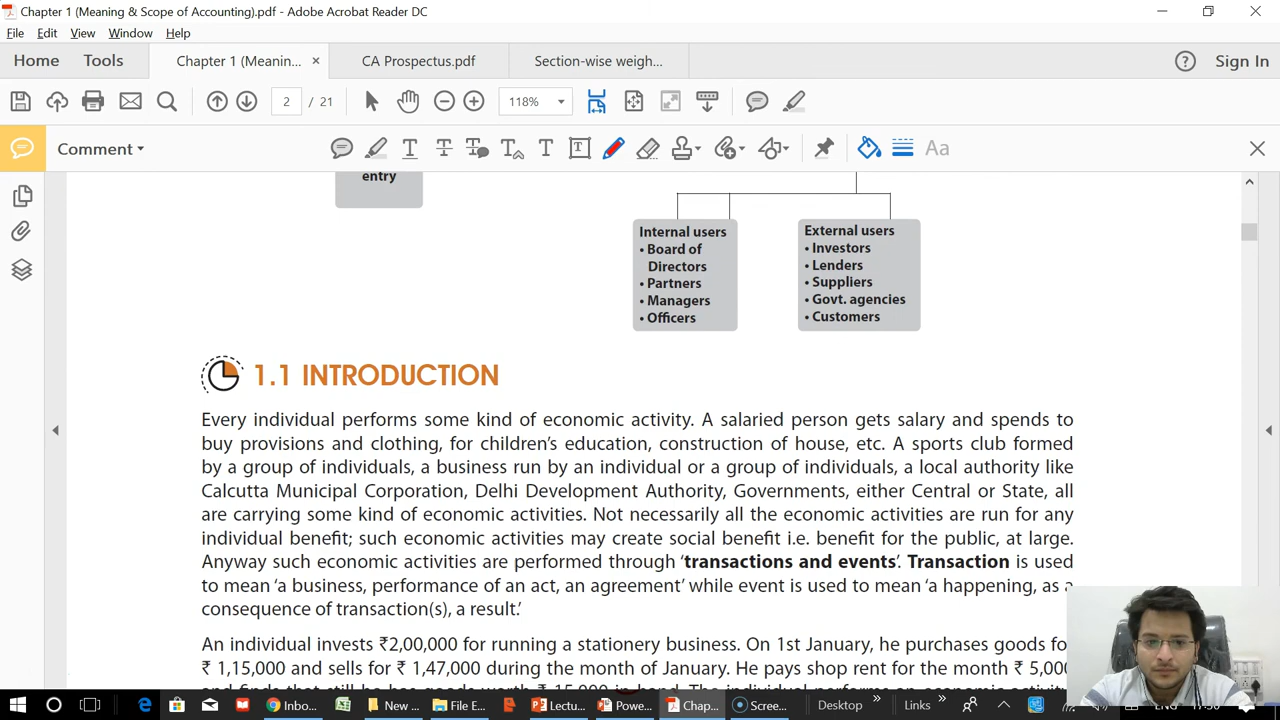 Chapter 1 (Meaning & Scope of Accounting).pdf - Adobe Acrobat Reader DC
File Edit View Window Help
Home Tools Chapter 1 (Meanin... × CA Prospectus.pdf Section-wise weigh... Sign In
2 / 21 118%
Comment
Aa
entry
Internal users
• Board of
Directors
• Partners
• Managers
• Officers
External users
• Investors
• Lenders
• Suppliers
• Govt. agencies
• Customers
1.1 INTRODUCTION
Every individual performs some kind of economic activity. A salaried person gets salary and spends to
buy provisions and clothing, for children's education, construction of house, etc. A sports club formed
by a group of individuals, a business run by an individual or a group of individuals, a local authority like
Calcutta Municipal Corporation, Delhi Development Authority, Governments, either Central or State, all
are carrying some kind of economic activities. Not necessarily all the economic activities are run for any
individual benefit; such economic activities may create social benefit i.e. benefit for the public, at large.
Anyway such economic activities are performed through 'transactions and events'. Transaction is used
to mean 'a business, performance of an act, an agreement' while event is used to mean 'a happening, as a
consequence of transaction(s), a result.'
An individual invests ₹2,00,000 for running a stationery business. On 1st January, he purchases goods for
₹ 1,15,000 and sells for ₹ 1,47,000 during the month of January. He pays shop rent for the month ₹ 5,000
Inbo... New ... File E... Lectu... Powe... Chap... Scree... Desktop Links ENG